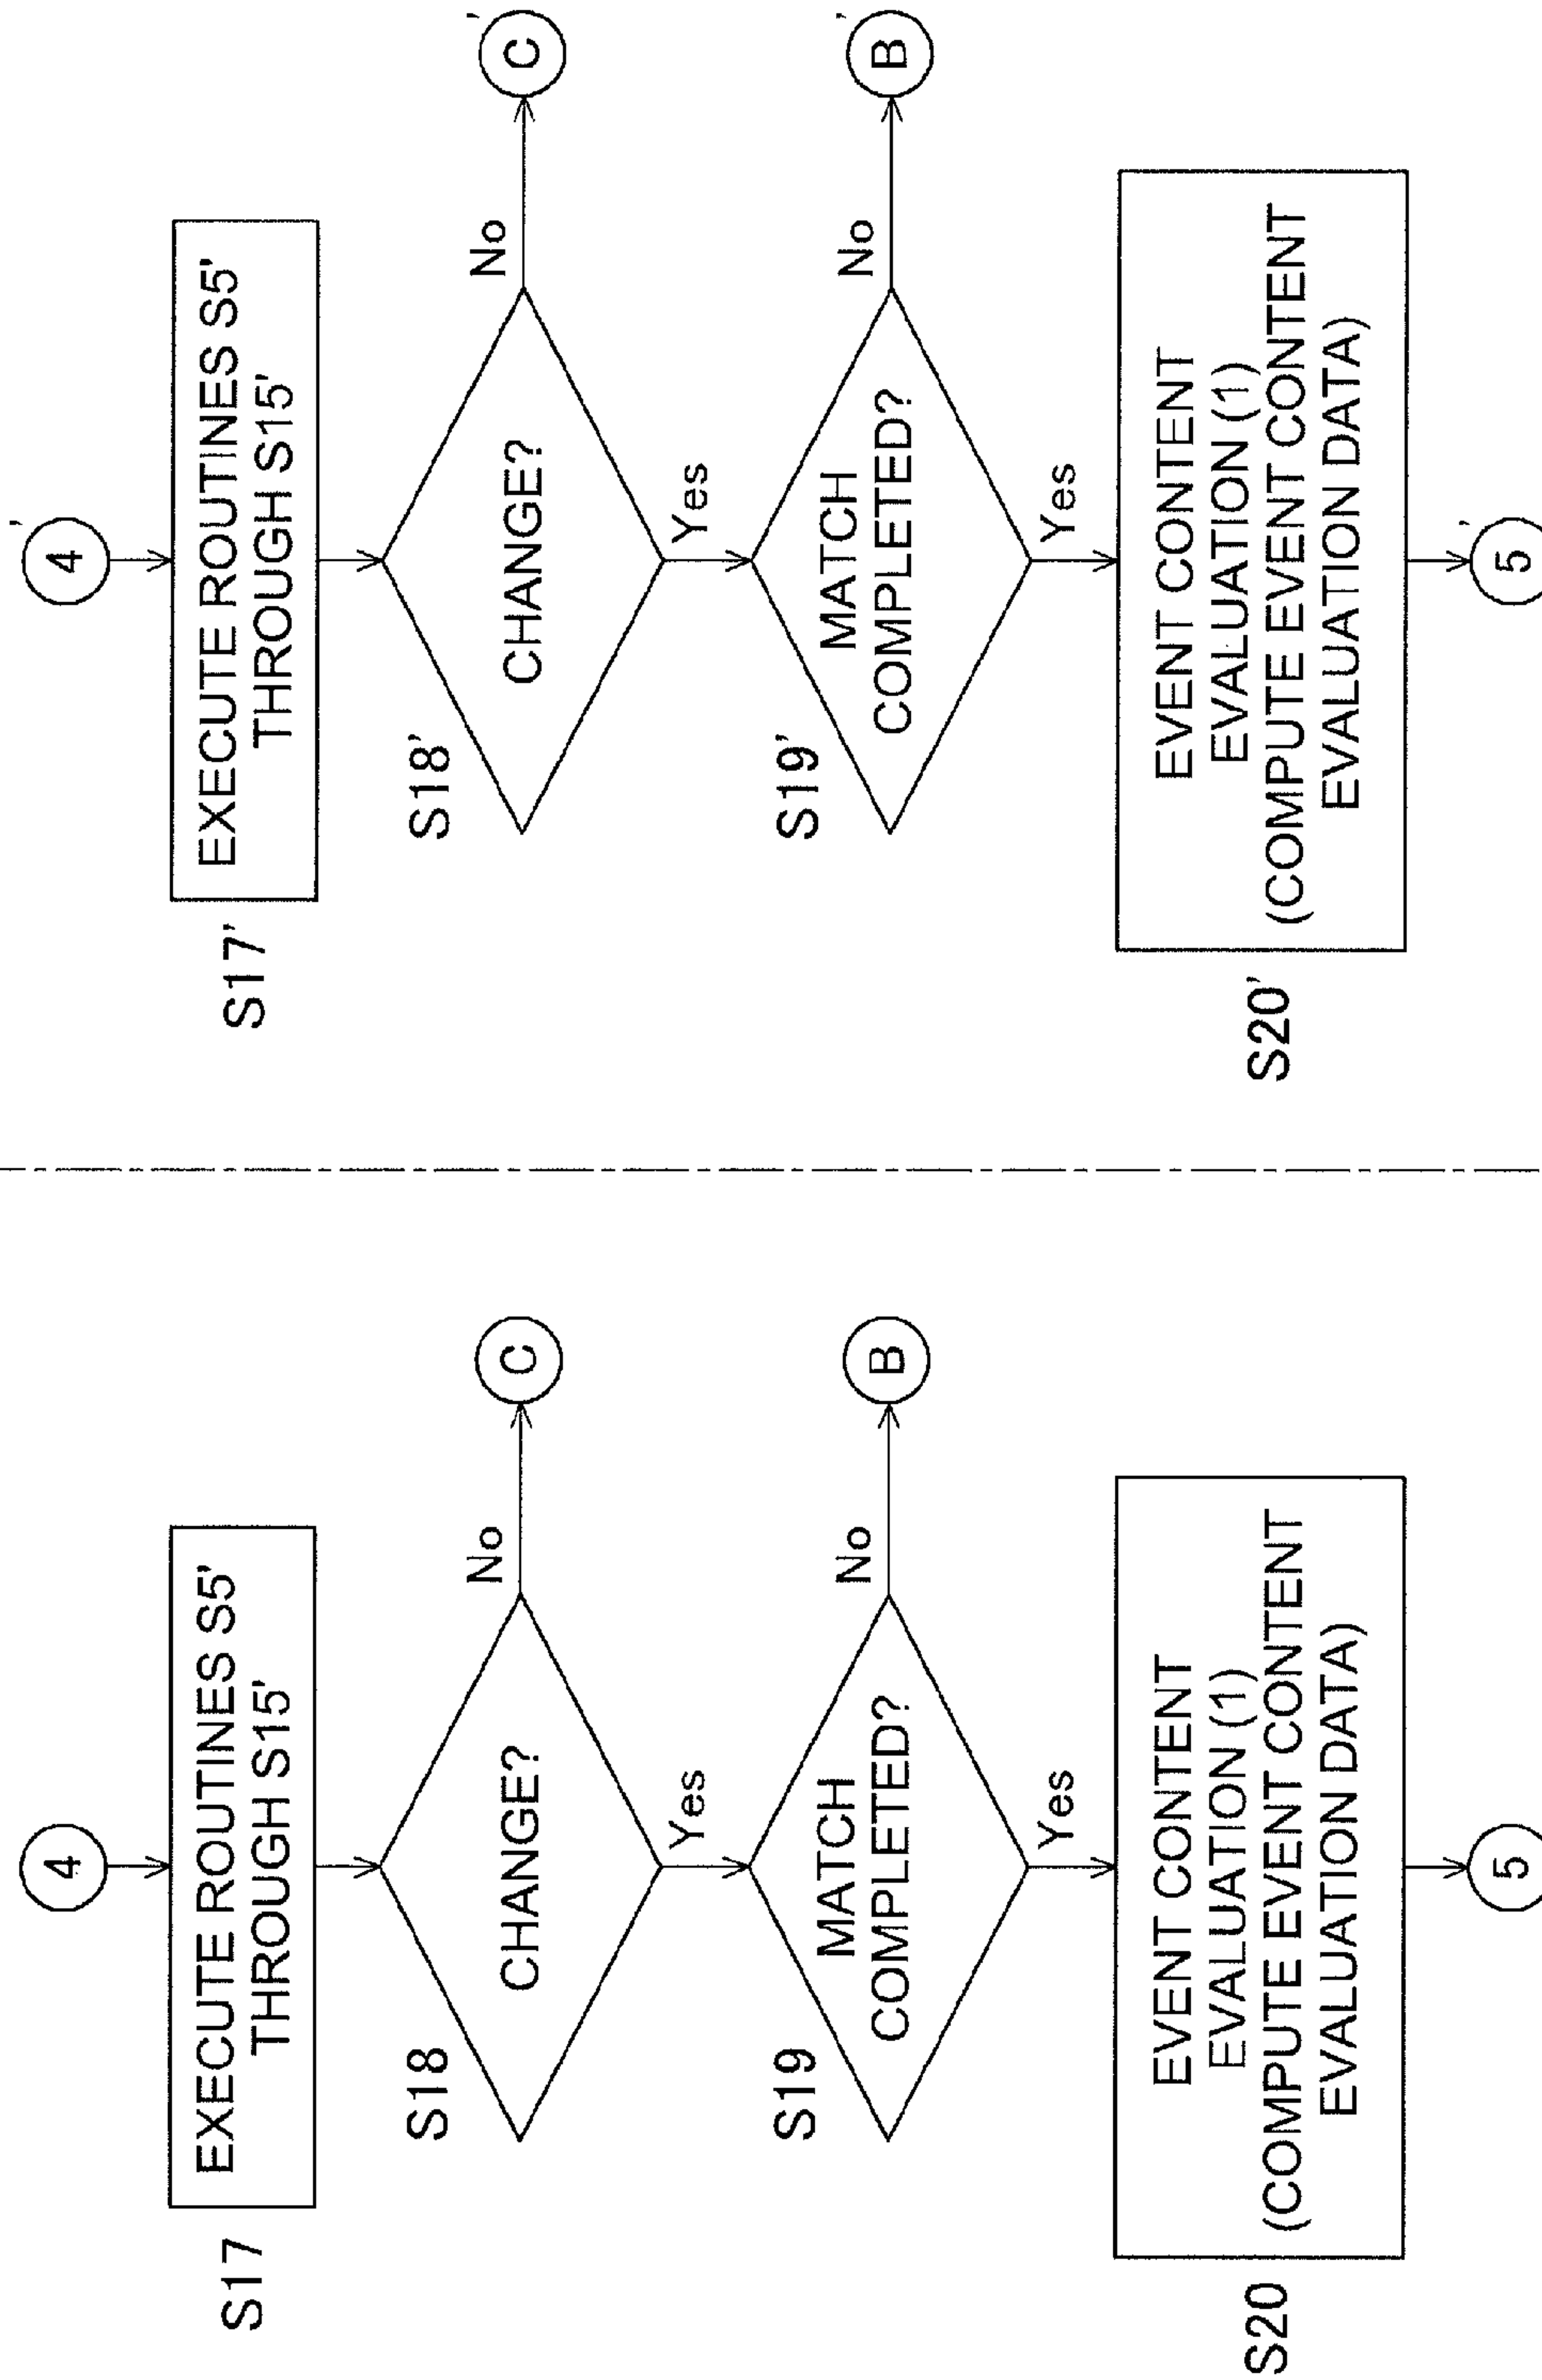 4
S17
EXECUTE ROUTINES S5'
THROUGH S15'
S18
CHANGE?
No
C
Yes
S19
MATCH
COMPLETED?
No
B
Yes
S20
EVENT CONTENT
EVALUATION (1)
(COMPUTE EVENT CONTENT
EVALUATION DATA)
5
4'
S17'
EXECUTE ROUTINES S5'
THROUGH S15'
S18'
CHANGE?
No
C'
Yes
S19'
MATCH
COMPLETED?
No
B'
Yes
S20'
EVENT CONTENT
EVALUATION (1)
(COMPUTE EVENT CONTENT
EVALUATION DATA)
5'